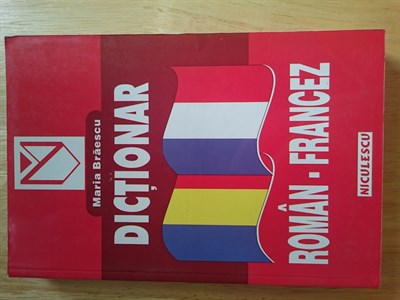 Maria Brăescu
DICȚIONAR
ROMÂN - FRANCEZ
NICULESCU